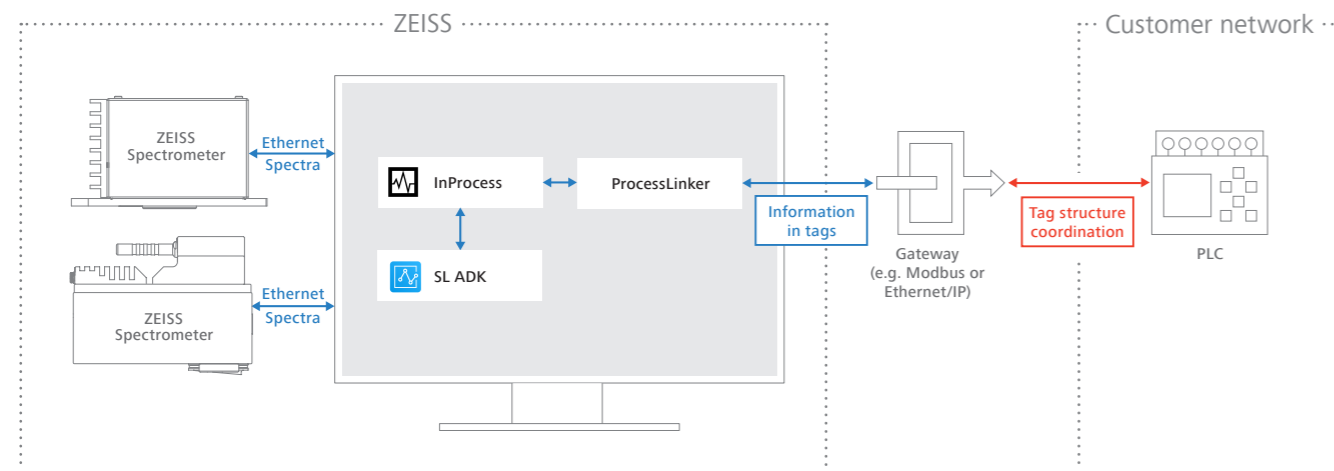 ZEISS
Customer network
ZEISS
Spectrometer
Ethernet
Spectra
InProcess
ProcessLinker
SL ADK
Information
in tags
Gateway
(e.g. Modbus or
Ethernet/IP)
Tag structure
coordination
PLC
ZEISS
Spectrometer
Ethernet
Spectra